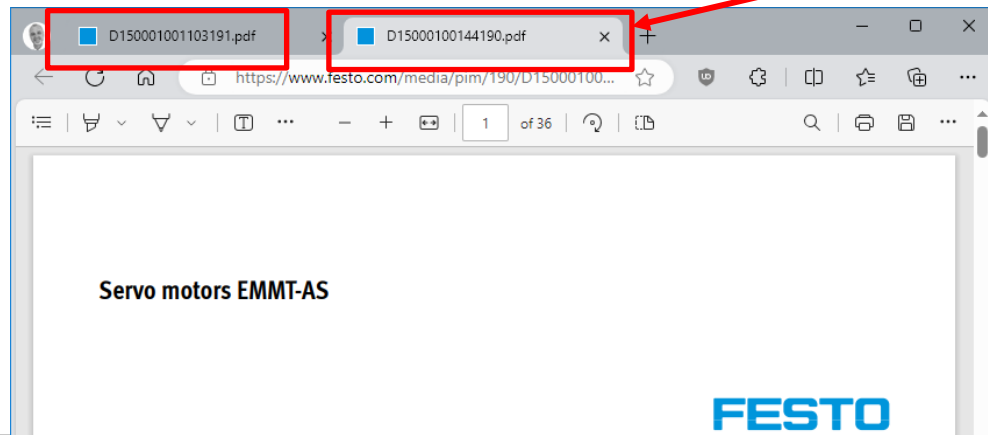 D150001001103191.pdf
D15000100144190.pdf
https://www.festo.com/media/pim/190/D15000100...
1 of 36
Servo motors EMMT-AS
FESTO